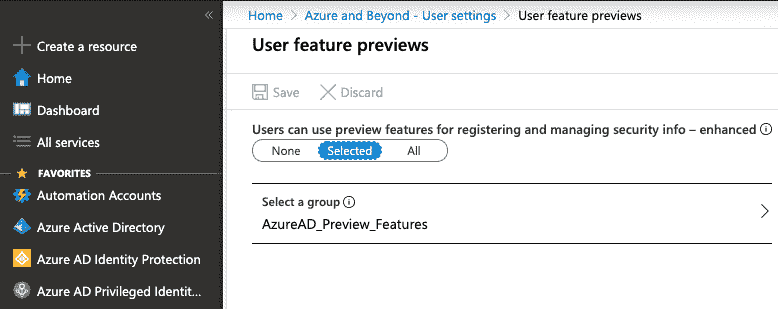 «
Create a resource
Home
Dashboard
All services
FAVORITES
Automation Accounts
Azure Active Directory
Azure AD Identity Protection
Azure AD Privileged Identit...
Home > Azure and Beyond - User settings > User feature previews
User feature previews
Save Discard
Users can use preview features for registering and managing security info – enhanced
None Selected All
Select a group
AzureAD_Preview_Features